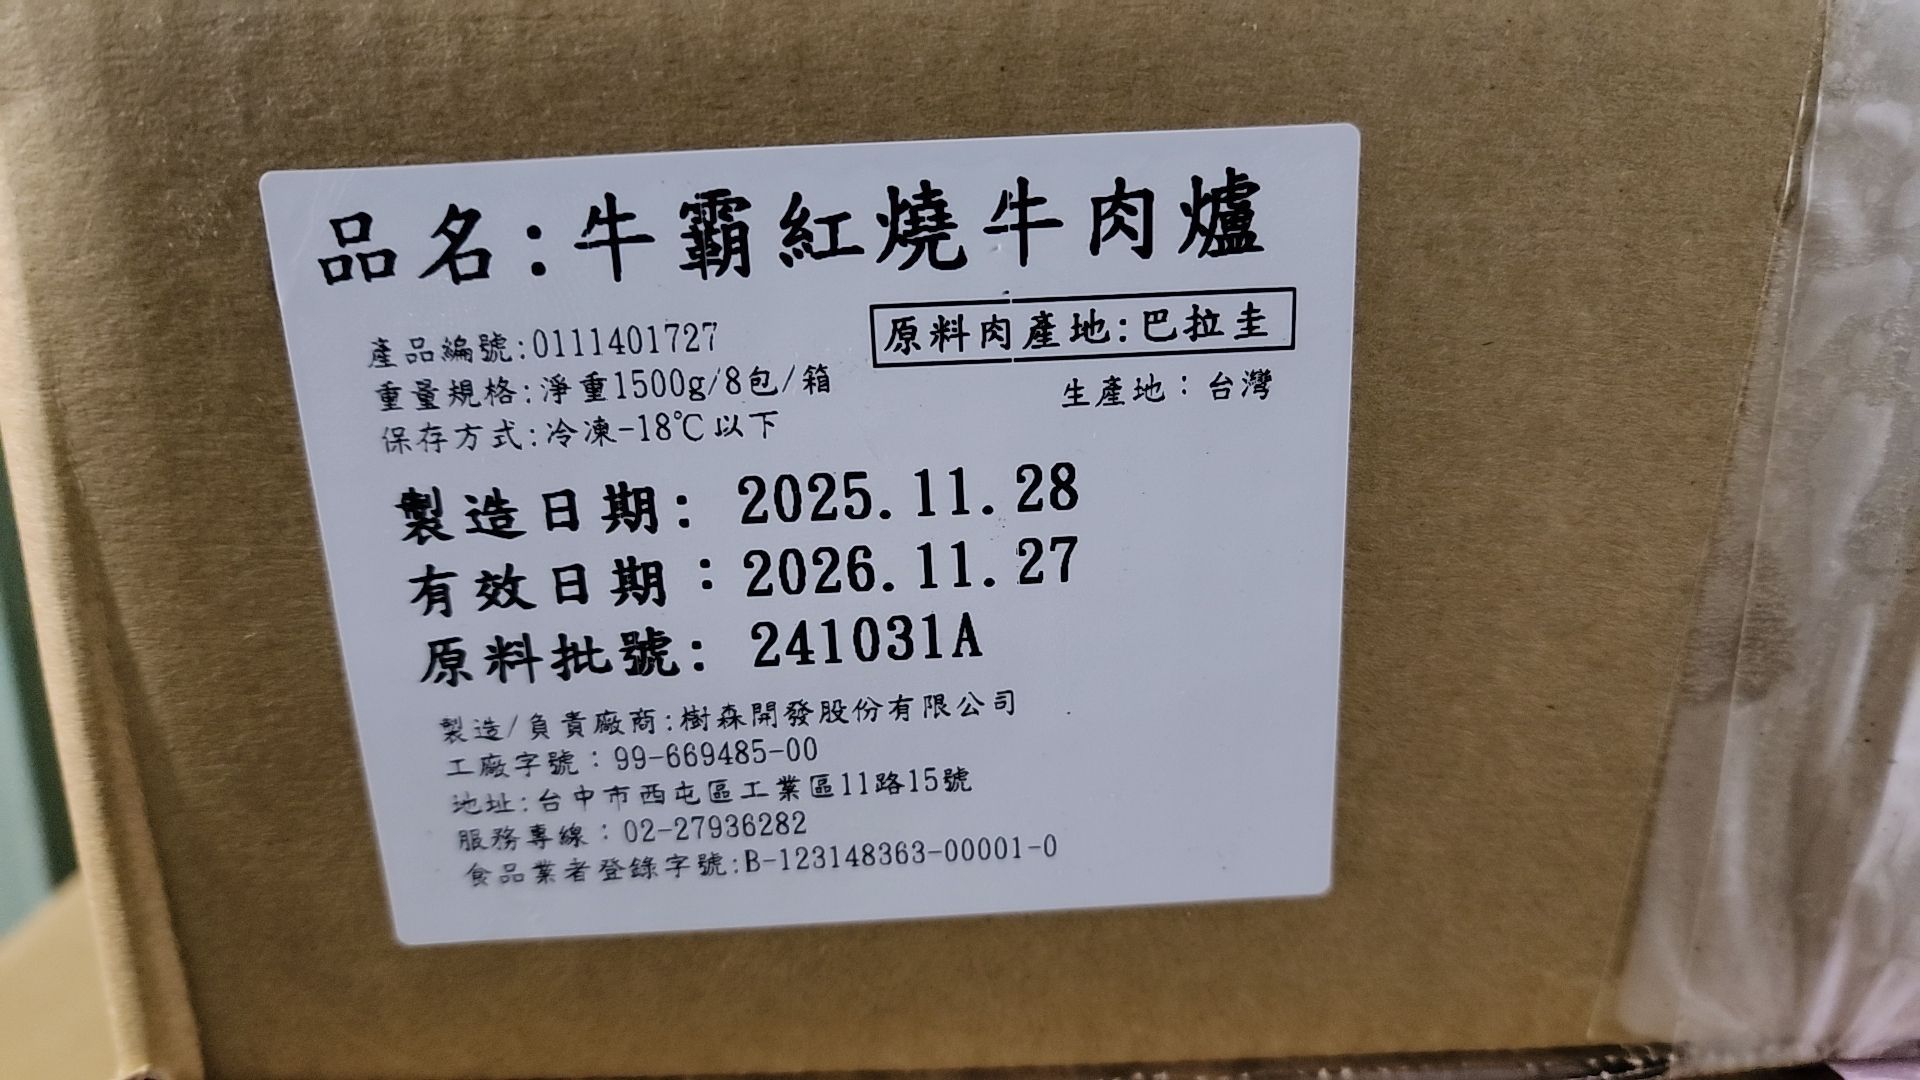 品名:牛霸紅燒牛肉爐
產品編號:0111401727
原料肉產地:巴拉圭
重量規格:淨重1500g/8包/箱
生產地：台灣
保存方式:冷凍-18℃以下
製造日期: 2025.11.28
有效日期：2026.11.27
原料批號: 241031A
製造/負責廠商:樹森開發股份有限公司
工廠字號：99-669485-00
地址:台中市西屯區工業區11路15號
服務專線：02-27936282
食品業者登錄字號:B-123148363-00001-0